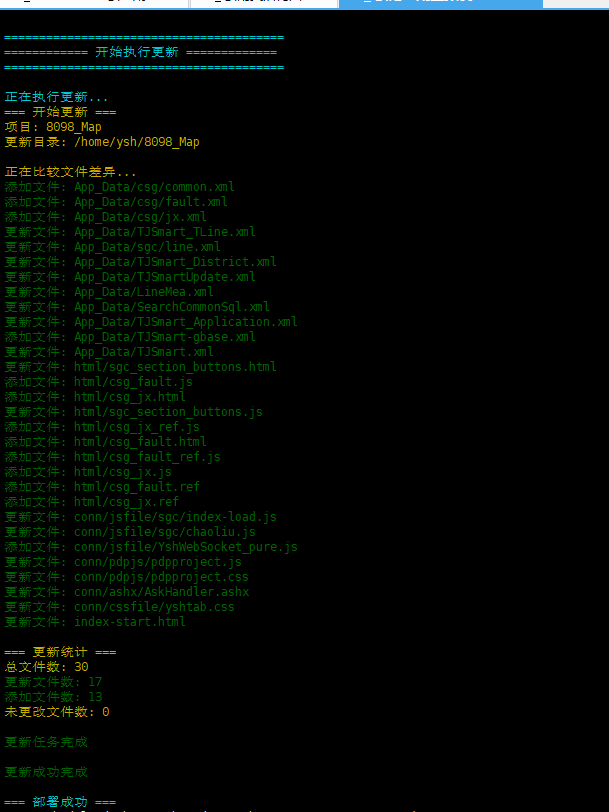 ========================================
============ 开始执行更新 =============
========================================
正在执行更新...
=== 开始更新 ===
项目: 8098_Map
更新目录: /home/ysh/8098_Map
正在比较文件差异...
添加文件: App_Data/csg/common.xml
添加文件: App_Data/csg/fault.xml
添加文件: App_Data/csg/jx.xml
更新文件: App_Data/TJSmart_TLine.xml
更新文件: App_Data/sgc/line.xml
更新文件: App_Data/TJSmart_District.xml
更新文件: App_Data/TJSmartUpdate.xml
更新文件: App_Data/LineMea.xml
更新文件: App_Data/SearchCommonSql.xml
更新文件: App_Data/TJSmart_Application.xml
添加文件: App_Data/TJSmart-gbase.xml
更新文件: App_Data/TJSmart.xml
更新文件: html/sgc_section_buttons.html
添加文件: html/csg_fault.js
添加文件: html/csg_jx.html
更新文件: html/sgc_section_buttons.js
添加文件: html/csg_jx_ref.js
添加文件: html/csg_fault.html
添加文件: html/csg_fault_ref.js
添加文件: html/csg_jx.js
添加文件: html/csg_fault.ref
添加文件: html/csg_jx.ref
更新文件: conn/jsfile/sgc/index-load.js
更新文件: conn/jsfile/sgc/chaoliu.js
添加文件: conn/jsfile/YshWebSocket_pure.js
更新文件: conn/pdpjs/pdpproject.js
更新文件: conn/pdpjs/pdpproject.css
更新文件: conn/ashx/AskHandler.ashx
更新文件: conn/cssfile/yshtab.css
更新文件: index-start.html
=== 更新统计 ===
总文件数: 30
更新文件数: 17
添加文件数: 13
未更改文件数: 0
更新任务完成
更新成功完成
=== 部署成功 ===